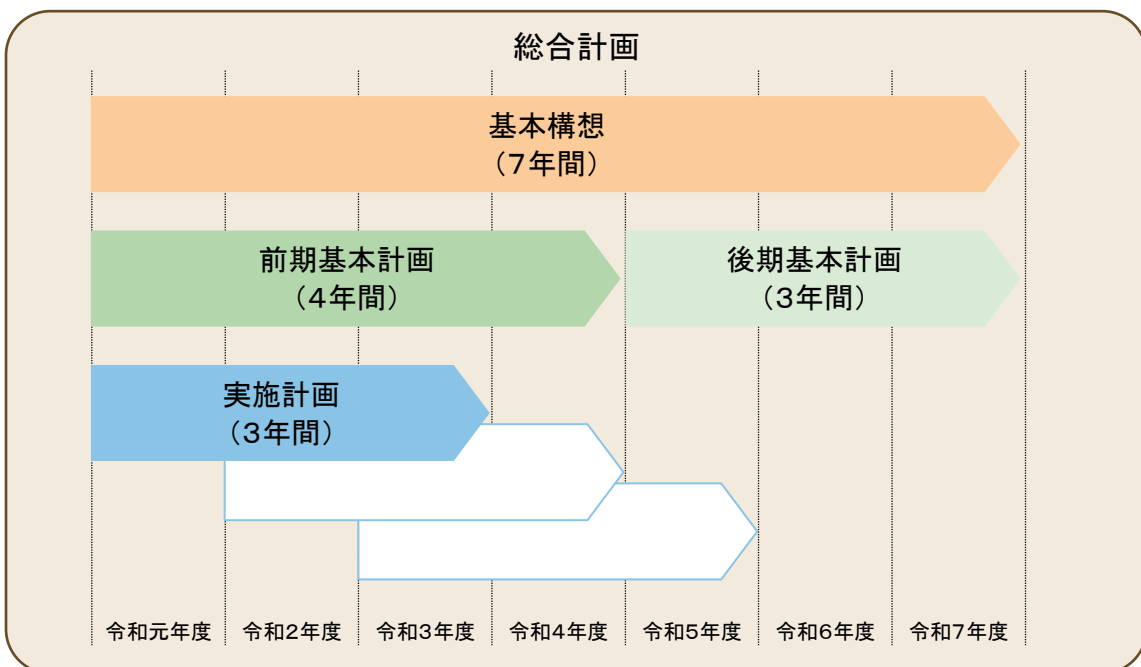 総合計画
基本構想
（7年間）
前期基本計画
（4年間）
後期基本計画
（3年間）
実施計画
（3年間）
令和元年度 令和2年度 令和3年度 令和4年度 令和5年度 令和6年度 令和7年度